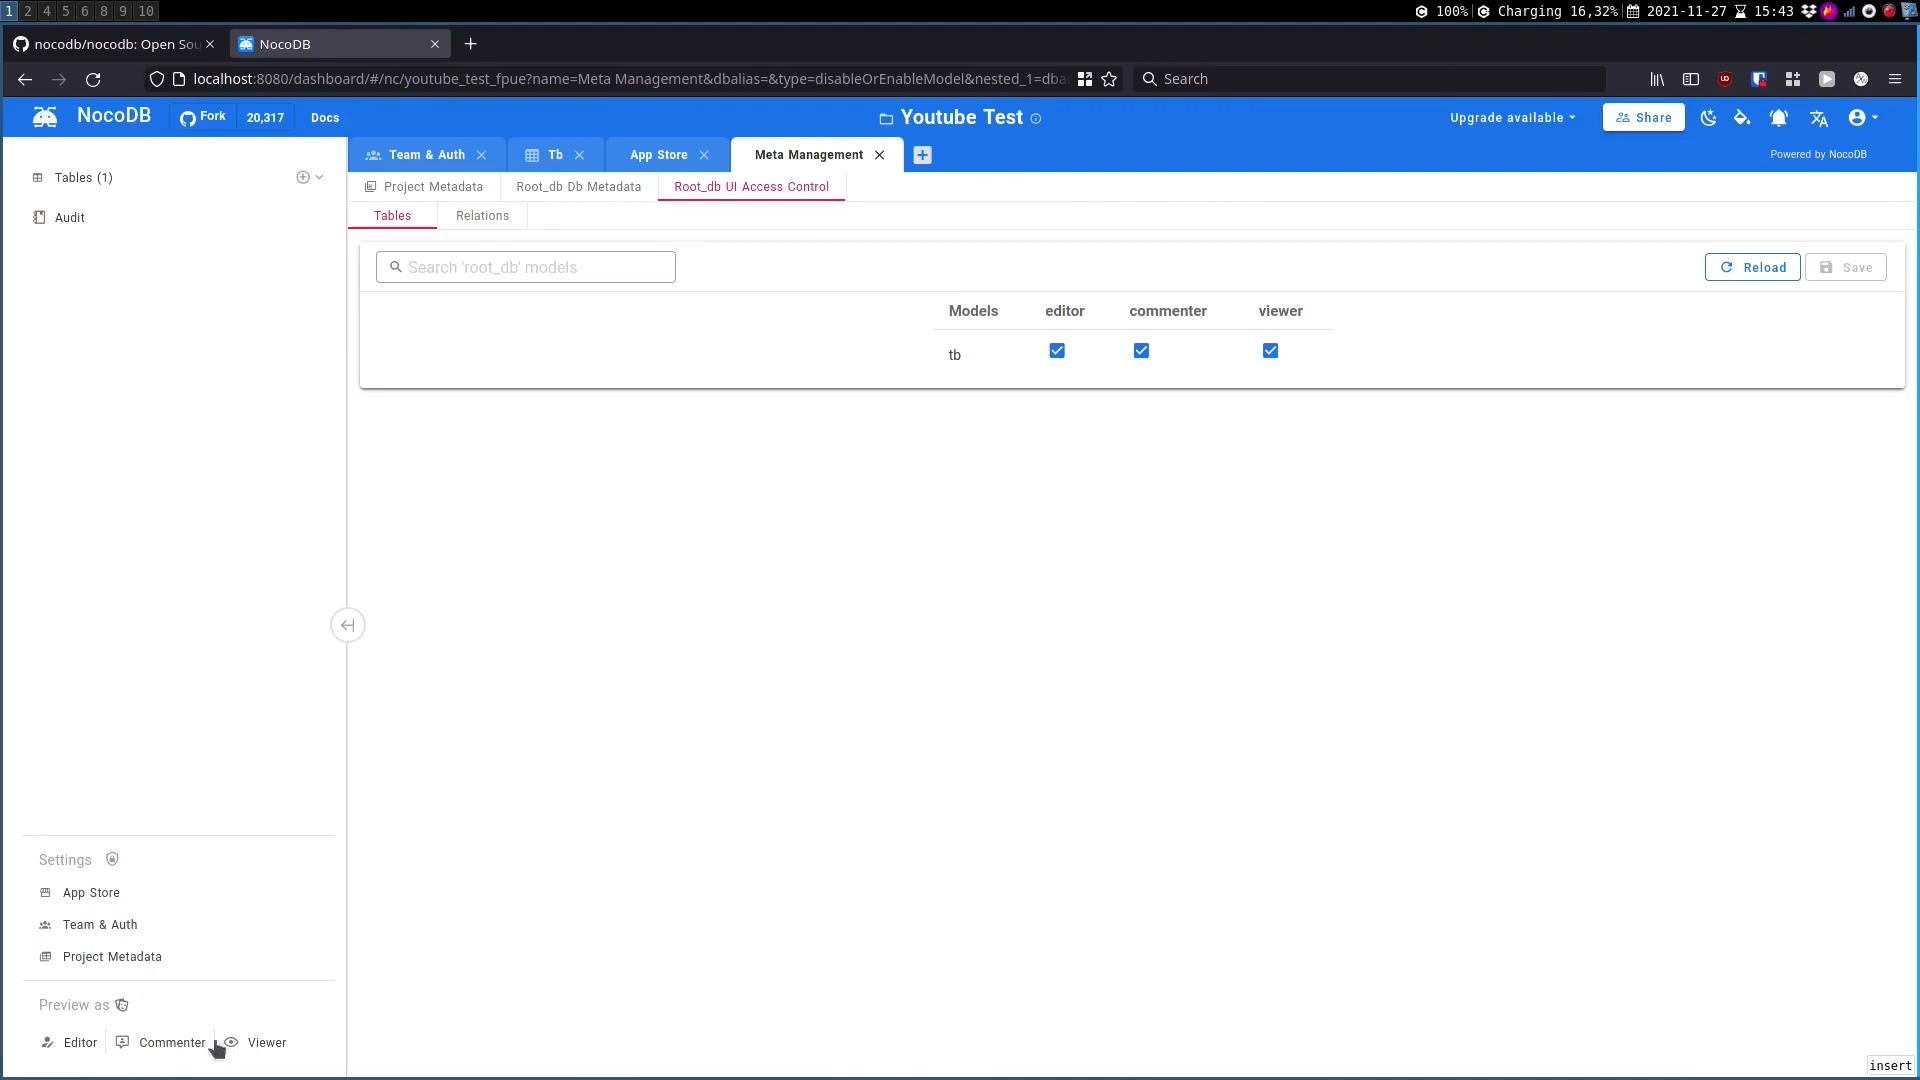 1 2 4 5 6 8 9 10
100% Charging 16,32% 2021-11-27 15:43
nocodb/nocodb: Open Sou
NocoDB
localhost:8080/dashboard/#/nc/youtube_test_fpue?name=Meta Management&dbalias=&type=disableOrEnableModel&nested_1=dba
Search
NocoDB Fork 20,317 Docs
Youtube Test
Upgrade available
Share
Team & Auth
Tb
App Store
Meta Management
Powered by NocoDB
Tables (1)
Audit
Project Metadata
Root_db Db Metadata
Root_db UI Access Control
Tables
Relations
Search 'root_db' models
Reload
Save
Models editor commenter viewer
tb
Settings
App Store
Team & Auth
Project Metadata
Preview as
Editor
Commenter
Viewer
insert